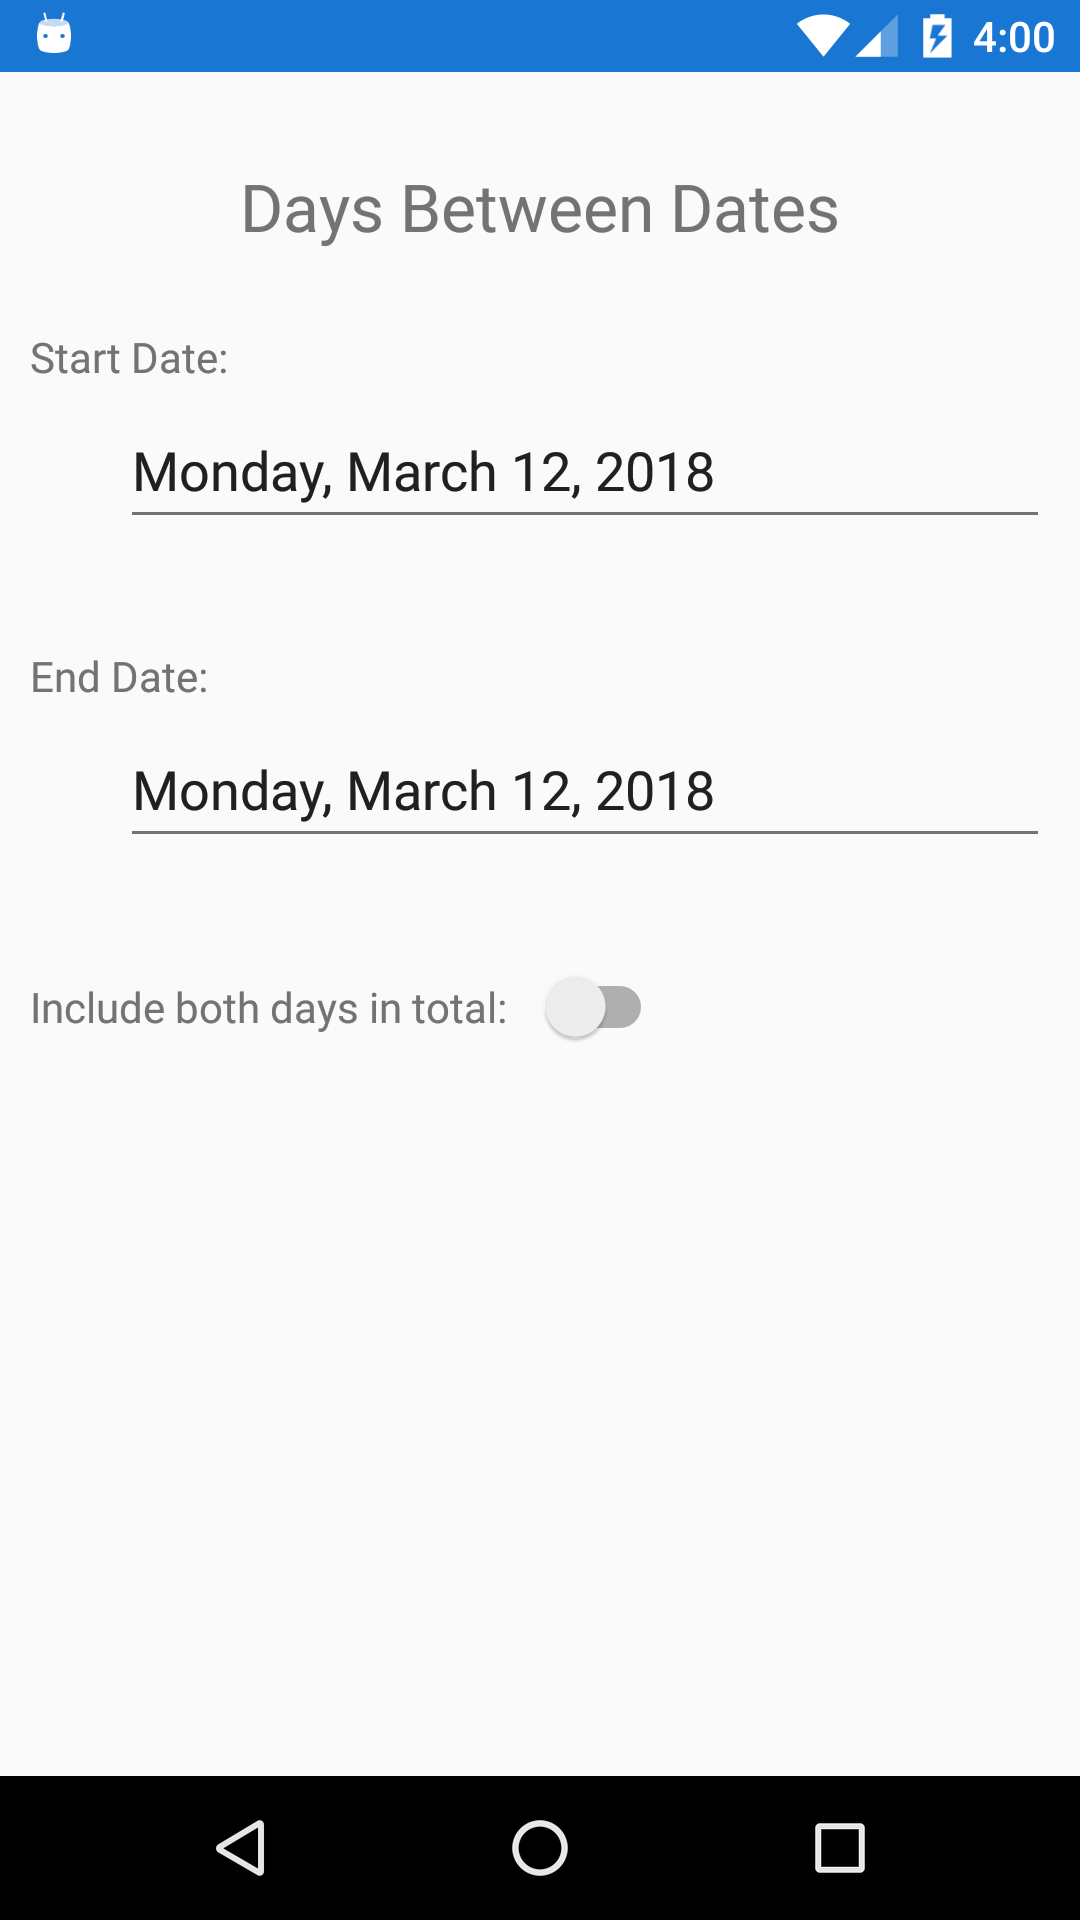 4:00
Days Between Dates
Start Date:
Monday, March 12, 2018
End Date:
Monday, March 12, 2018
Include both days in total: